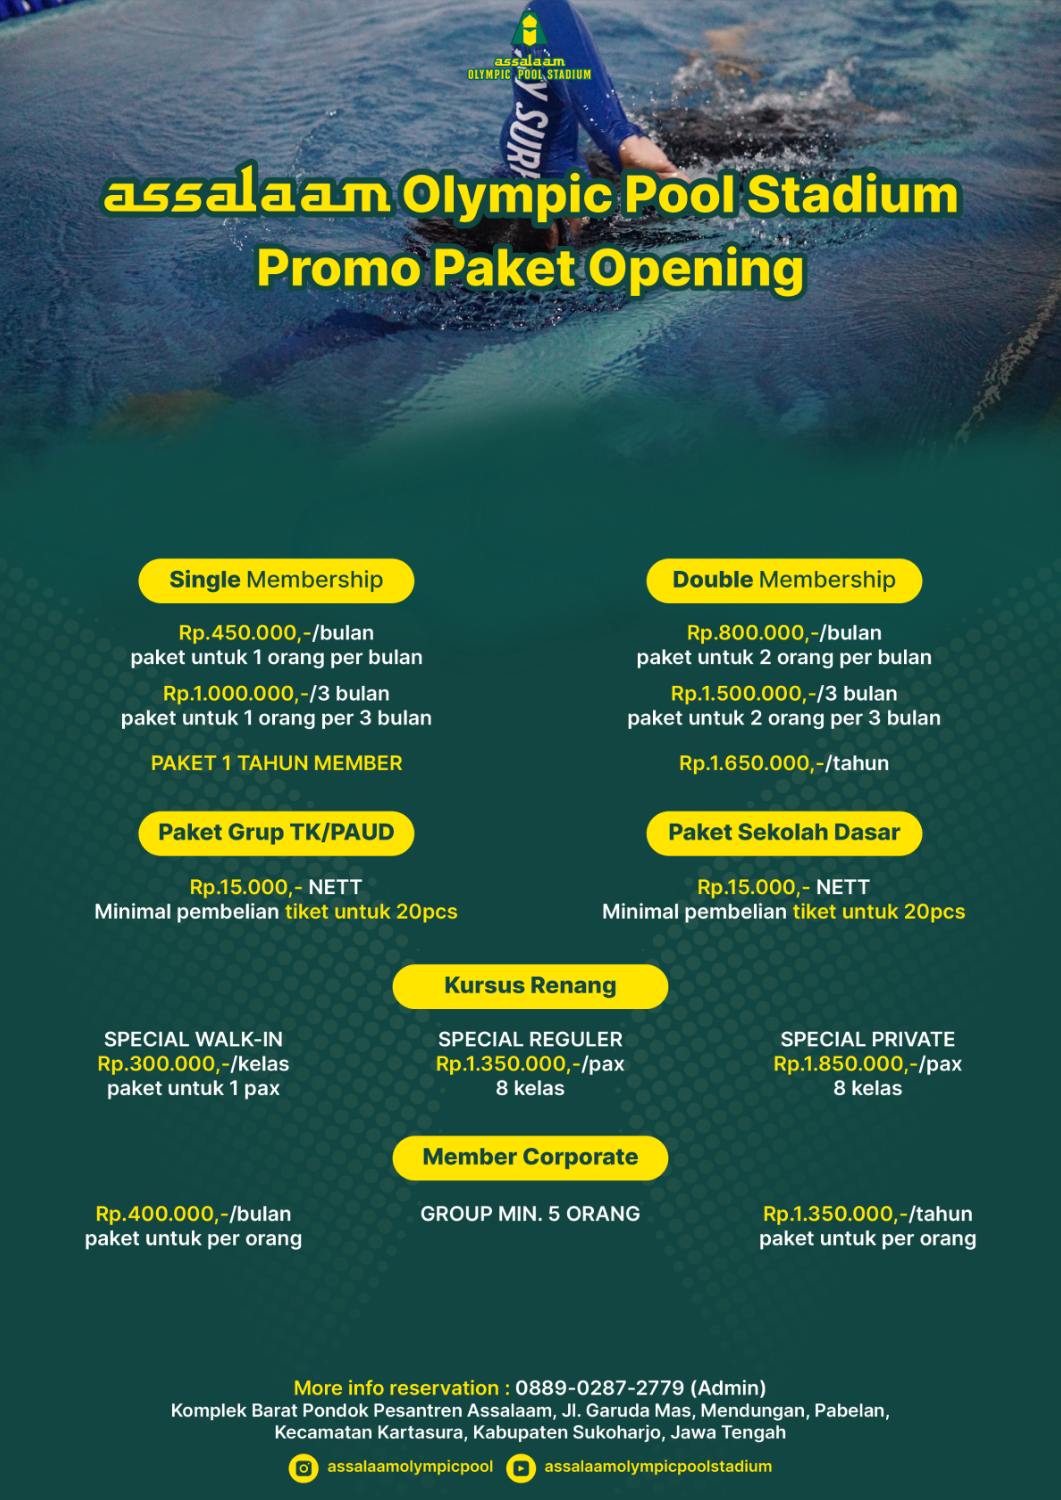 assalaam
OLYMPIC POOL STADIUM
Y SURF
assalaam Olympic Pool Stadium
Promo Paket Opening
Single Membership
Rp.450.000,-/bulan
paket untuk 1 orang per bulan
Rp.1.000.000,-/3 bulan
paket untuk 1 orang per 3 bulan
PAKET 1 TAHUN MEMBER
Double Membership
Rp.800.000,-/bulan
paket untuk 2 orang per bulan
Rp.1.500.000,-/3 bulan
paket untuk 2 orang per 3 bulan
Rp.1.650.000,-/tahun
Paket Grup TK/PAUD
Rp.15.000,- NETT
Minimal pembelian tiket untuk 20pcs
Paket Sekolah Dasar
Rp.15.000,- NETT
Minimal pembelian tiket untuk 20pcs
Kursus Renang
SPECIAL WALK-IN
Rp.300.000,-/kelas
paket untuk 1 pax
SPECIAL REGULER
Rp.1.350.000,-/pax
8 kelas
SPECIAL PRIVATE
Rp.1.850.000,-/pax
8 kelas
Member Corporate
Rp.400.000,-/bulan
paket untuk per orang
GROUP MIN. 5 ORANG
Rp.1.350.000,-/tahun
paket untuk per orang
More info reservation : 0889-0287-2779 (Admin)
Komplek Barat Pondok Pesantren Assalaam, Jl. Garuda Mas, Mendungan, Pabelan,
Kecamatan Kartasura, Kabupaten Sukoharjo, Jawa Tengah
assalaamolympicpool
assalaamolympicpoolstadium